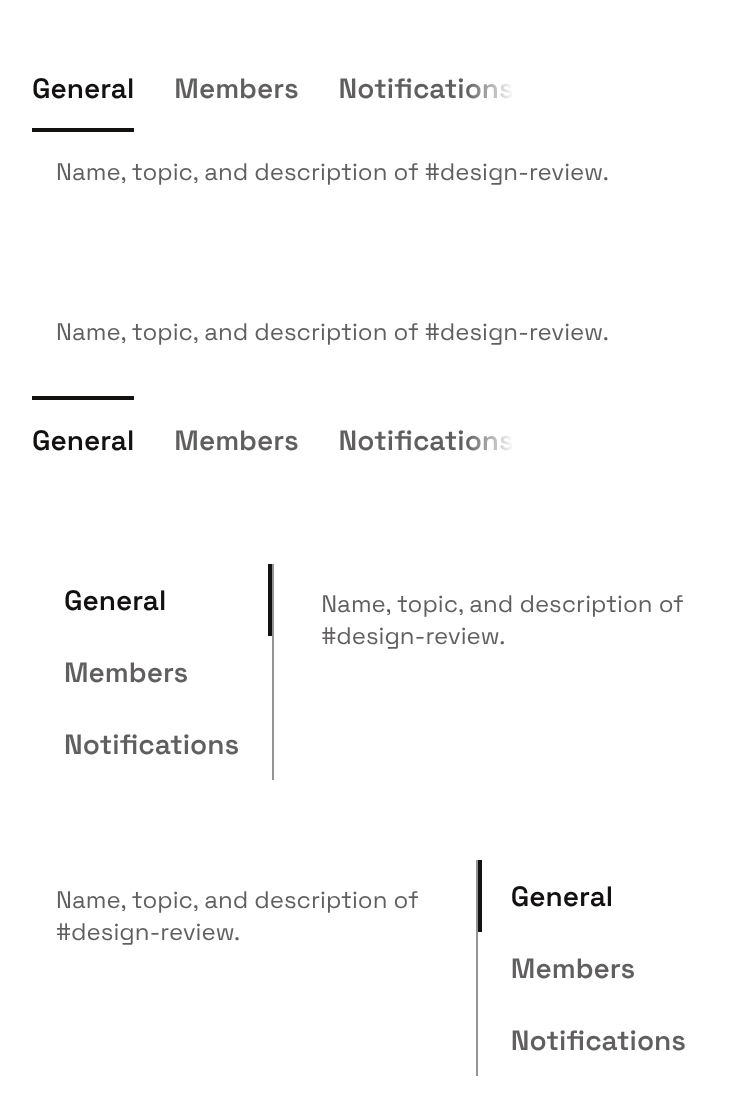 General Members Notifications
Name, topic, and description of #design-review.
Name, topic, and description of #design-review.
General Members Notifications
General
Members
Notifications
Name, topic, and description of
#design-review.
Name, topic, and description of
#design-review.
General
Members
Notifications